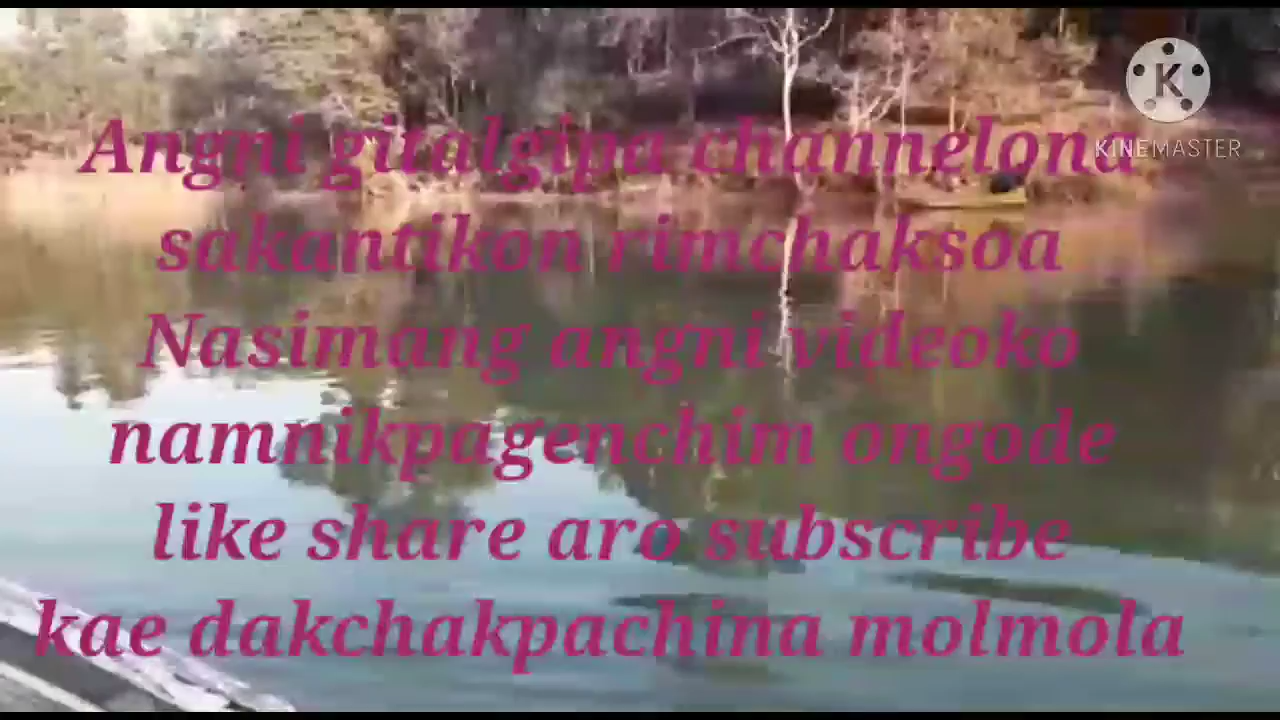 Angni gitalgipa channelona
KINEMASTER
sakantikon rimchaksoa
Nasimang angni videoko
namnikpagenchim ongode
like share aro subscribe
kae dakchakpachina molmola